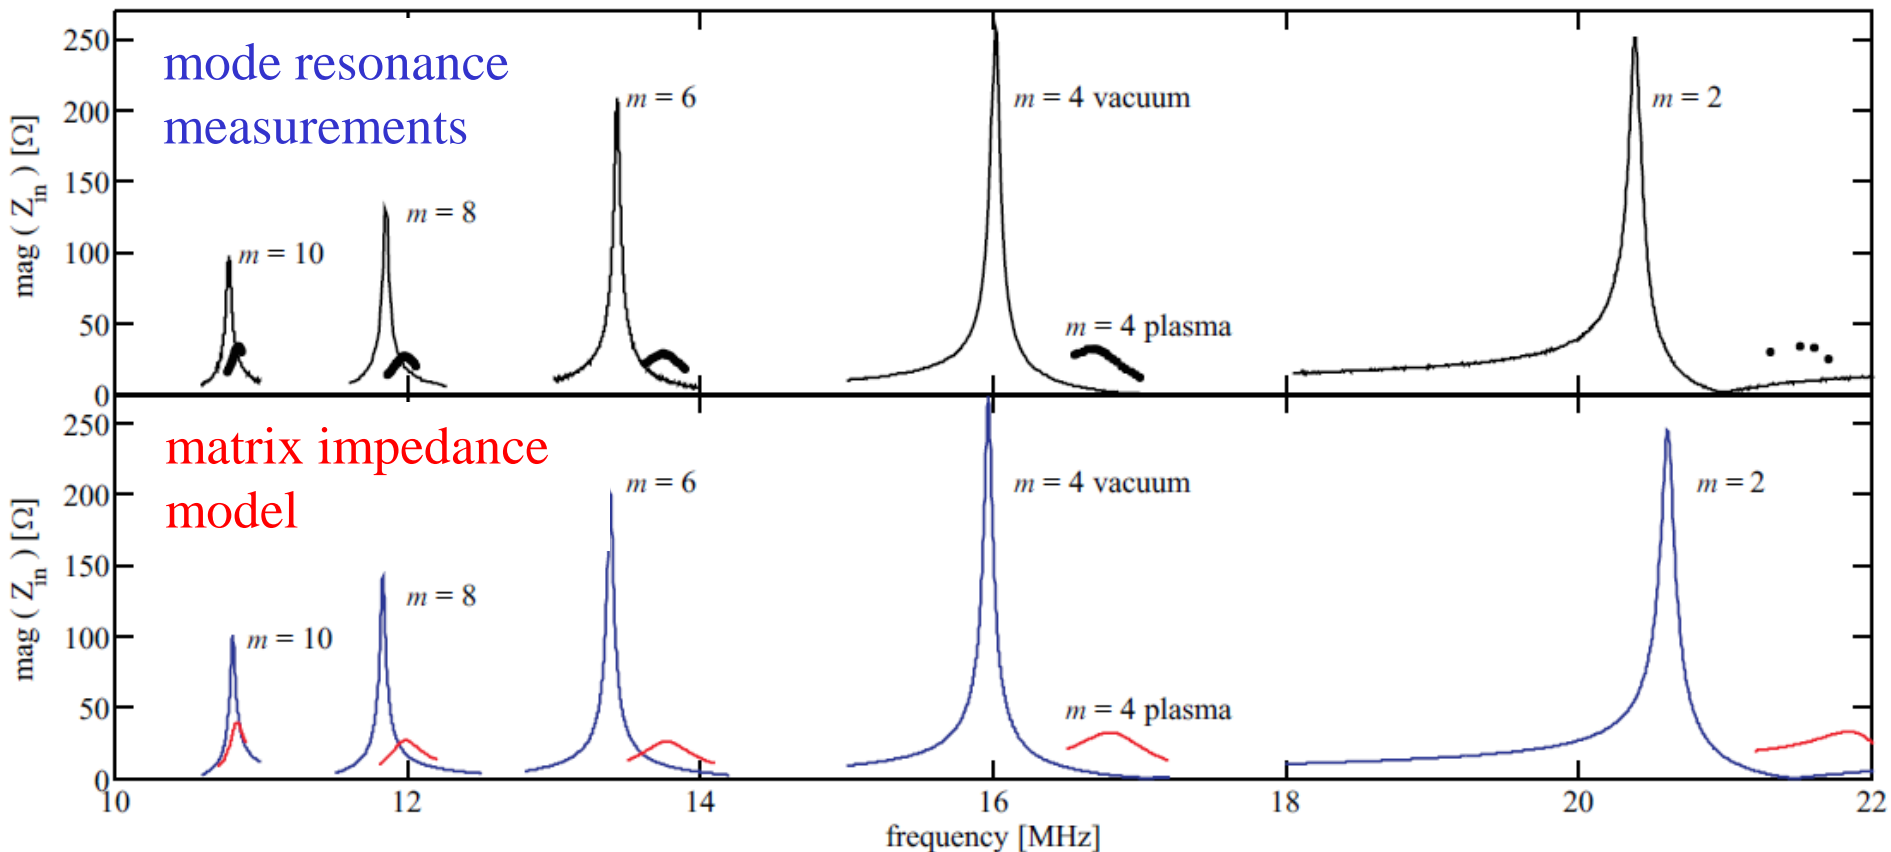 250
200
150
100
50
0
mag ( Z_in ) [Ω]
mode resonance
measurements
m = 10
m = 8
m = 6
m = 4 vacuum
m = 4 plasma
m = 2
250
200
150
100
50
0
mag ( Z_in ) [Ω]
matrix impedance
model
m = 10
m = 8
m = 6
m = 4 vacuum
m = 4 plasma
m = 2
10 12 14 16 18 20 22
frequency [MHz]